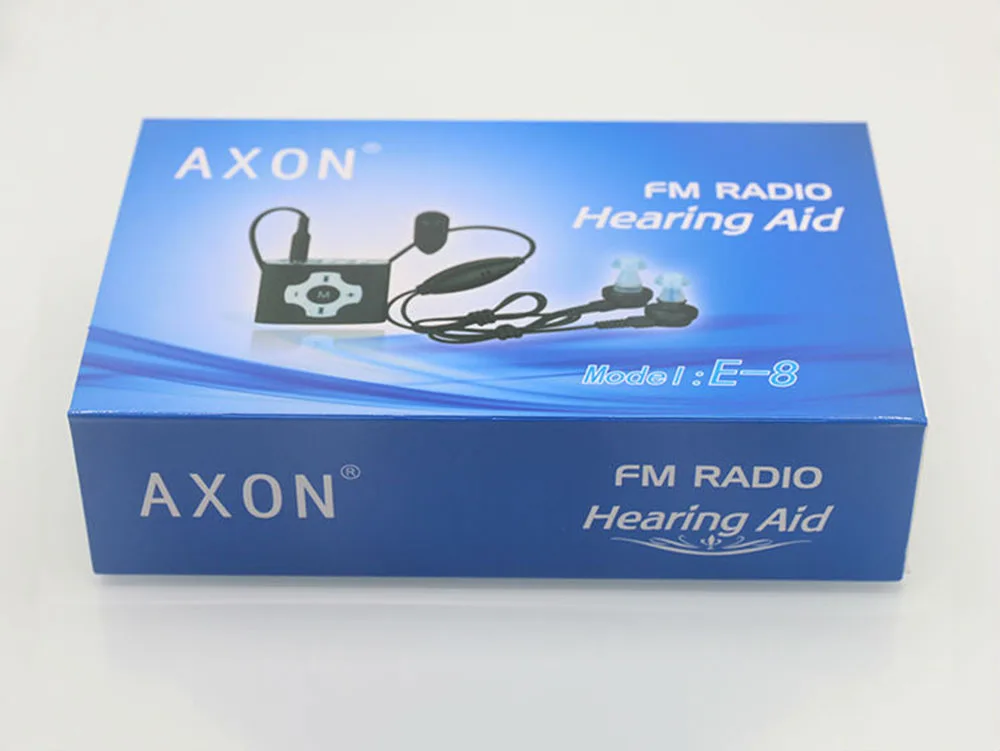 AXON®
FM RADIO
Hearing Aid
- M +
Model: E-8
AXON®
FM RADIO
Hearing Aid